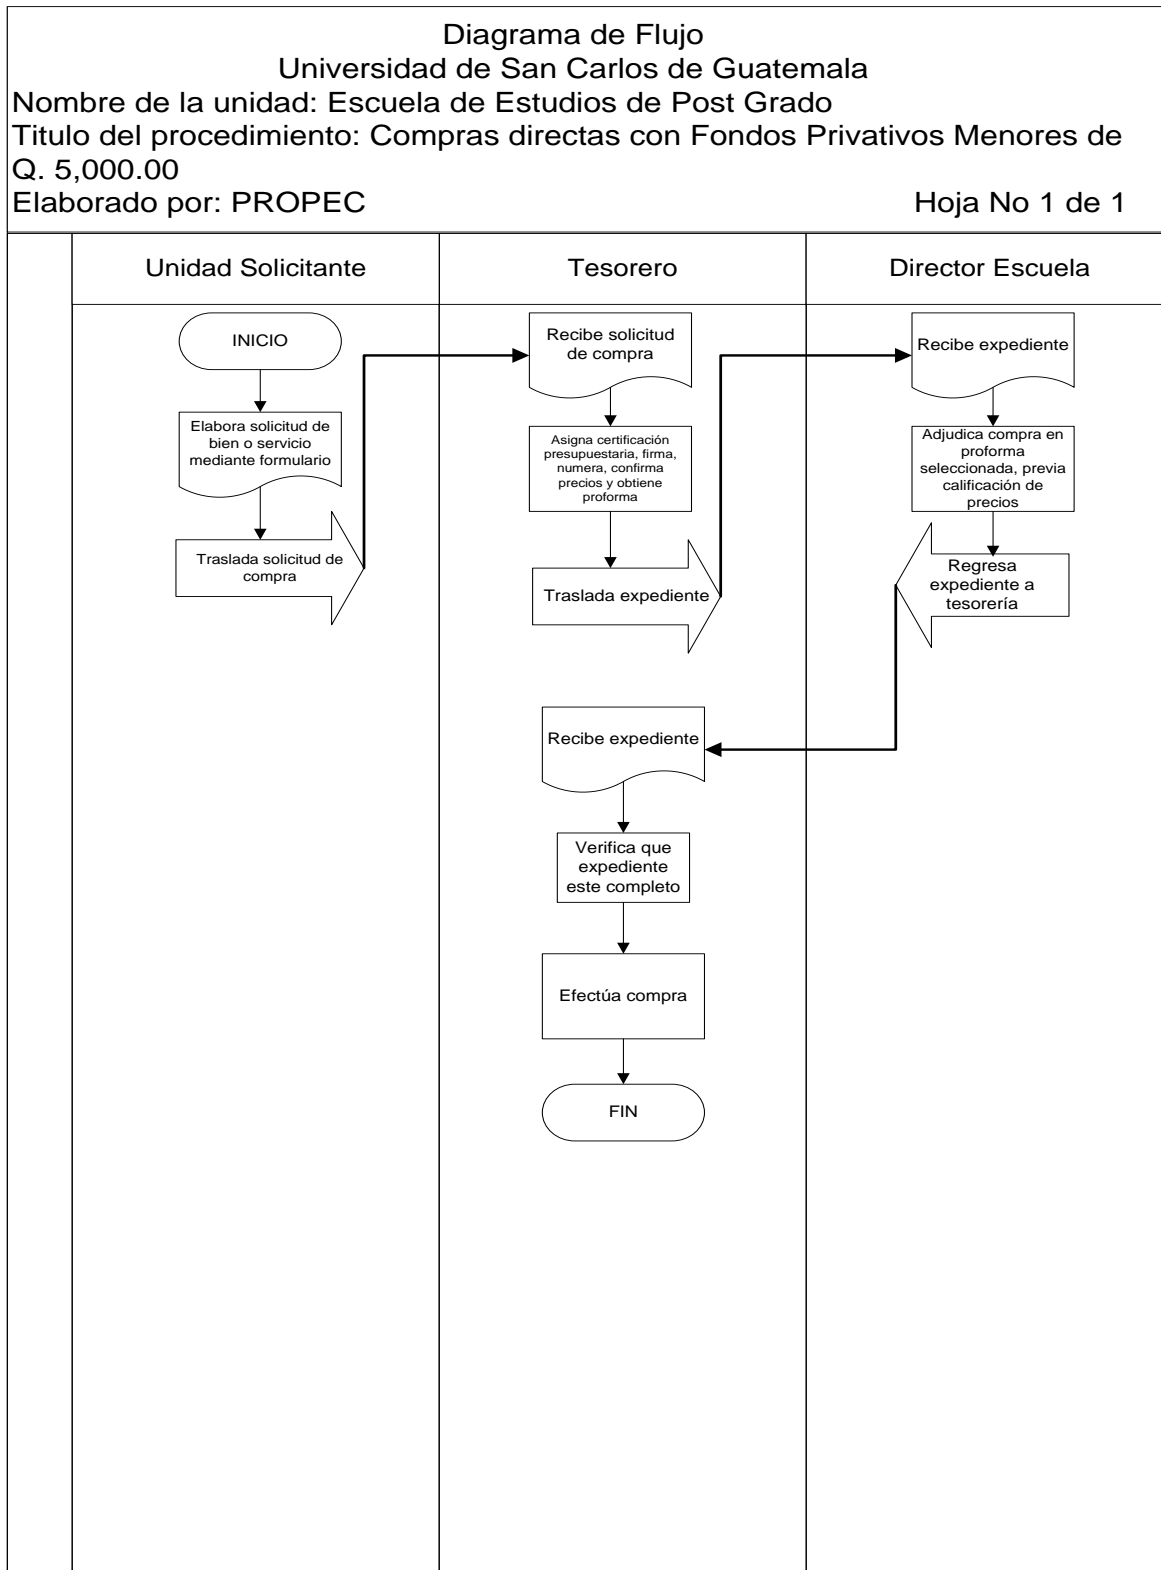 Diagrama de Flujo
Universidad de San Carlos de Guatemala
Nombre de la unidad: Escuela de Estudios de Post Grado
Titulo del procedimiento: Compras directas con Fondos Privativos Menores de
Q. 5,000.00
Elaborado por: PROPEC Hoja No 1 de 1
Unidad Solicitante
Tesorero
Director Escuela
INICIO
Elabora solicitud de
bien o servicio
mediante formulario
Traslada solicitud de
compra
Recibe solicitud
de compra
Asigna certificación
presupuestaria, firma,
numera, confirma
precios y obtiene
proforma
Traslada expediente
Recibe expediente
Adjudica compra en
proforma
seleccionada, previa
calificación de
precios
Regresa
expediente a
tesorería
Recibe expediente
Verifica que
expediente
este completo
Efectúa compra
FIN